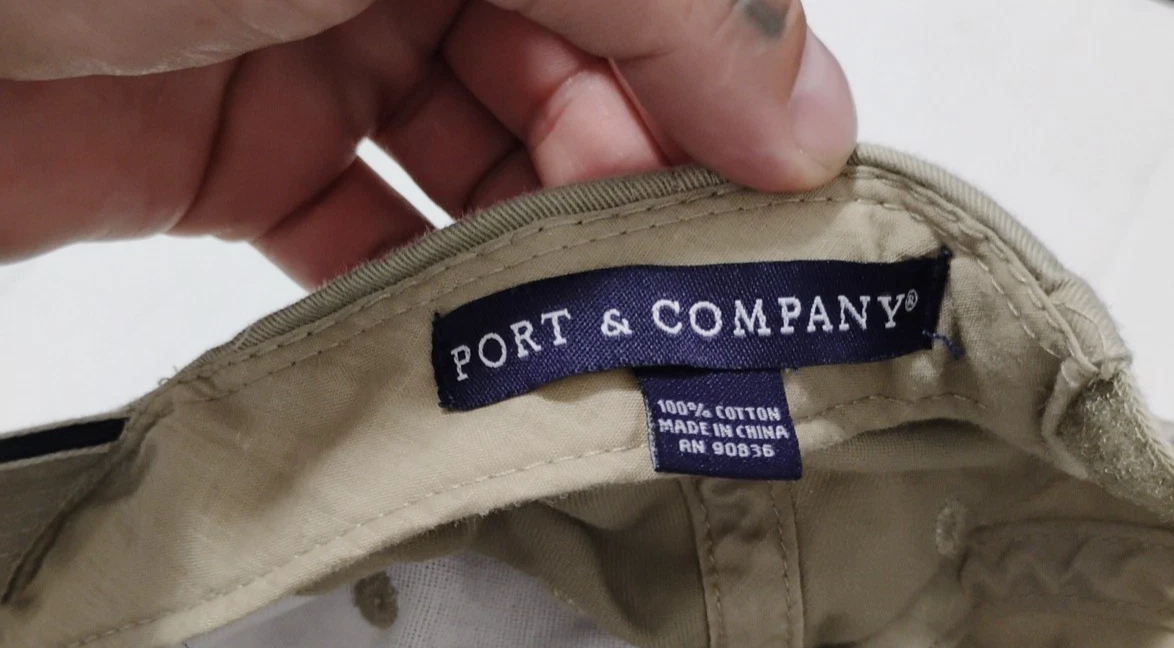 PORT & COMPANY®
100% COTTON
MADE IN CHINA
RN 90836